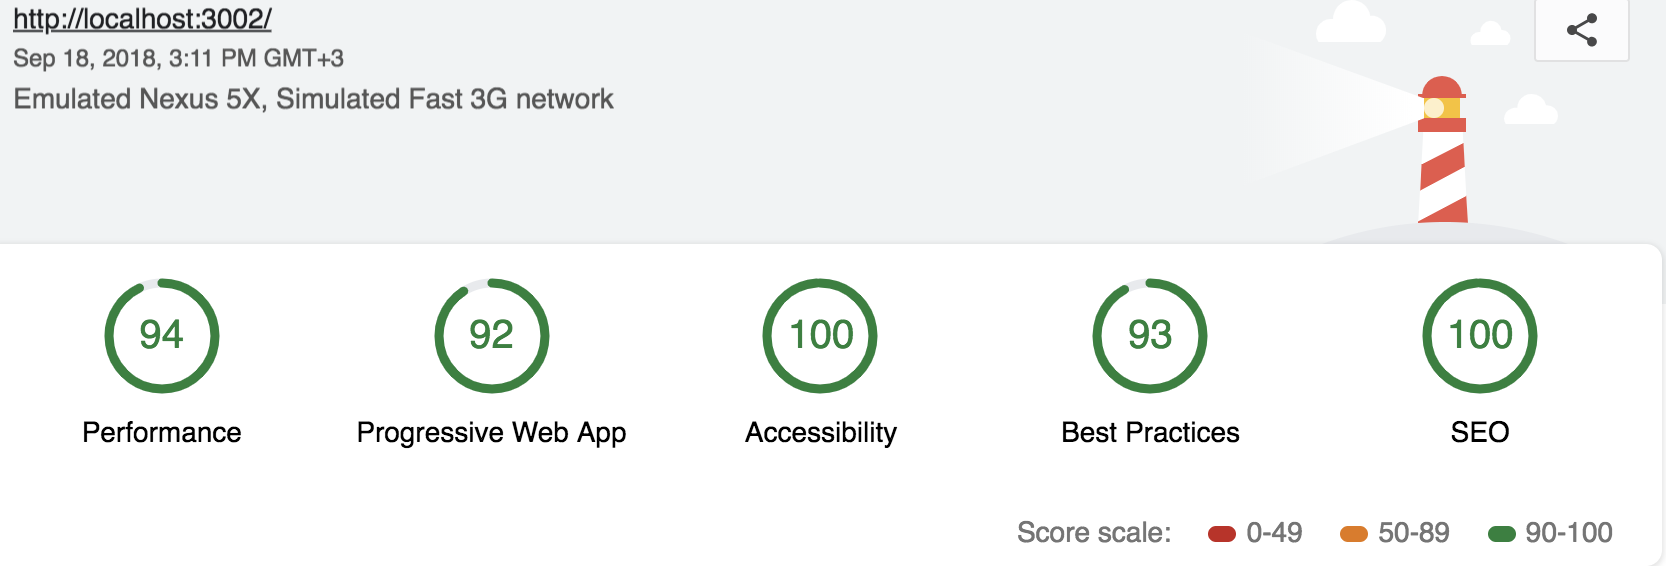 http://localhost:3002/
Sep 18, 2018, 3:11 PM GMT+3
Emulated Nexus 5X, Simulated Fast 3G network
94 92 100 93 100
Performance Progressive Web App Accessibility Best Practices SEO
Score scale: 0-49 50-89 90-100